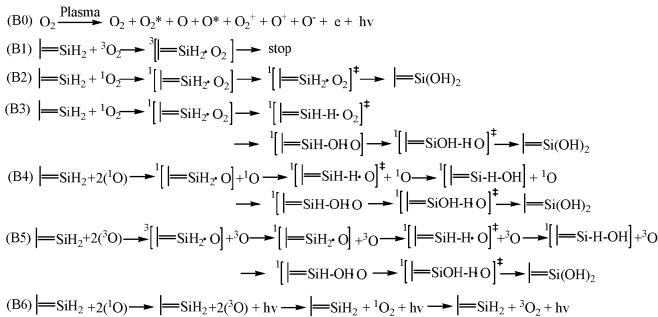 (B0) O₂ Plasma→ O₂ + O₂* + O + O* + O₂⁺ + O⁺ + O⁻ + e + hν
(B1) |=SiH₂ + ³O₂ → ³[|=SiH₂· O₂] → stop
(B2) |=SiH₂ + ¹O₂ → ¹[|=SiH₂· O₂] → ¹[|=SiH₂· O₂]‡ → |=Si(OH)₂
(B3) |=SiH₂ + ¹O₂ → ¹[|=SiH₂· O₂] → ¹[|=SiH-H· O₂]‡
→ ¹[|=SiH-OH·O] → ¹[|=SiOH-H·O]‡ → |=Si(OH)₂
(B4) |=SiH₂+2(¹O) → ¹[|=SiH₂· O]+¹O → ¹[|=SiH-H· O]‡+ ¹O → ¹[|=Si-H-OH] + ¹O
→ ¹[|=SiH-OH·O → ¹[|=SiOH-H·O]‡ → |=Si(OH)₂
(B5) |=SiH₂+2(³O) → ³[|=SiH₂· O]+³O → ¹[|=SiH₂· O]+³O → ¹[|=SiH-H· O]‡+³O → ¹[|=Si-H-OH]+³O
→ ¹[|=SiH-OH·O → ¹[|=SiOH-H·O]‡ → |=Si(OH)₂
(B6) |=SiH₂+2(¹O) → |=SiH₂+2(³O) + hν → |=SiH₂ + ¹O₂ + hν → |=SiH₂ + ³O₂ + hν